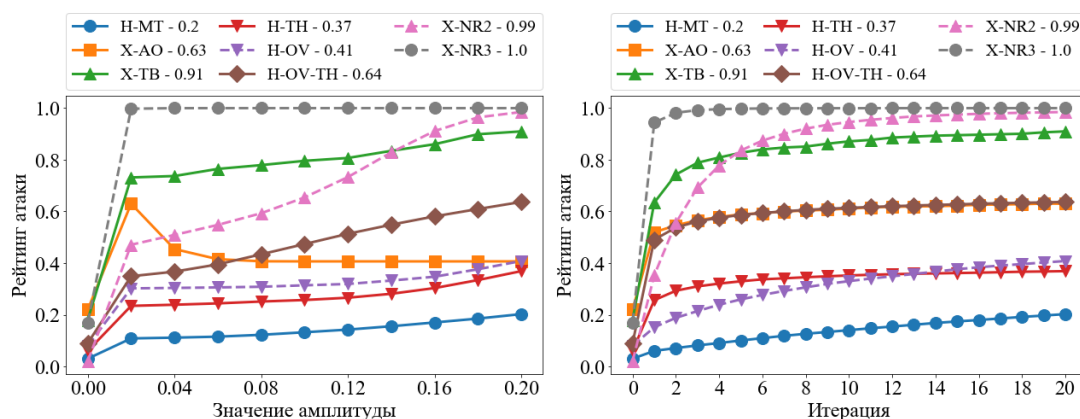 H-MT - 0.2 H-TH - 0.37 X-NR2 - 0.99
X-AO - 0.63 H-OV - 0.41 X-NR3 - 1.0
X-TB - 0.91 H-OV-TH - 0.64
1.0
0.8
0.6
0.4
0.2
0.0
Рейтинг атаки
0.00 0.04 0.08 0.12 0.16 0.20
Значение амплитуды
H-MT - 0.2 H-TH - 0.37 X-NR2 - 0.99
X-AO - 0.63 H-OV - 0.41 X-NR3 - 1.0
X-TB - 0.91 H-OV-TH - 0.64
1.0
0.8
0.6
0.4
0.2
0.0
Рейтинг атаки
0 2 4 6 8 10 12 14 16 18 20
Итерация